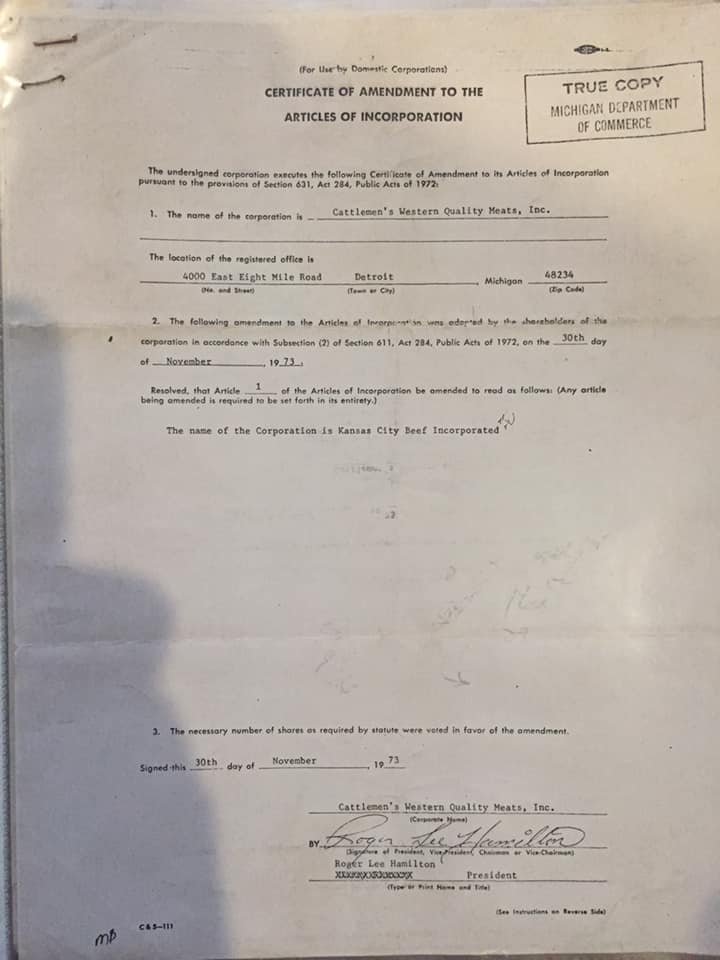 (For Use by Domestic Corporations)
CERTIFICATE OF AMENDMENT TO THE
ARTICLES OF INCORPORATION
TRUE COPY
MICHIGAN DEPARTMENT
OF COMMERCE
The undersigned corporation executes the following Certificate of Amendment to its Articles of Incorporation
pursuant to the provisions of Section 631, Act 284, Public Acts of 1972:
1. The name of the corporation is Cattlemen's Western Quality Meats, Inc.
The location of the registered office is
4000 East Eight Mile Road Detroit , Michigan 48234
(No. and Street) (Town or City) (Zip Code)
2. The following amendment to the Articles of Incorporation was adopted by the shareholders of the
corporation in accordance with Subsection (2) of Section 611, Act 284, Public Acts of 1972, on the 30th day
of November , 19 73.
Resolved, that Article 1 of the Articles of Incorporation be amended to read as follows: (Any article
being amended is required to be set forth in its entirety.)
The name of the Corporation is Kansas City Beef Incorporated
3. The necessary number of shares as required by statute were voted in favor of the amendment.
Signed this 30th day of November , 19 73
Cattlemen's Western Quality Meats, Inc.
(Corporate Name)
BY Roger Lee Hamilton
(Signature of President, Vice-President, Chairman or Vice-Chairman)
Roger Lee Hamilton
President
(Type or Print Name and Title)
(See Instructions on Reverse Side)
C&S-111
MB